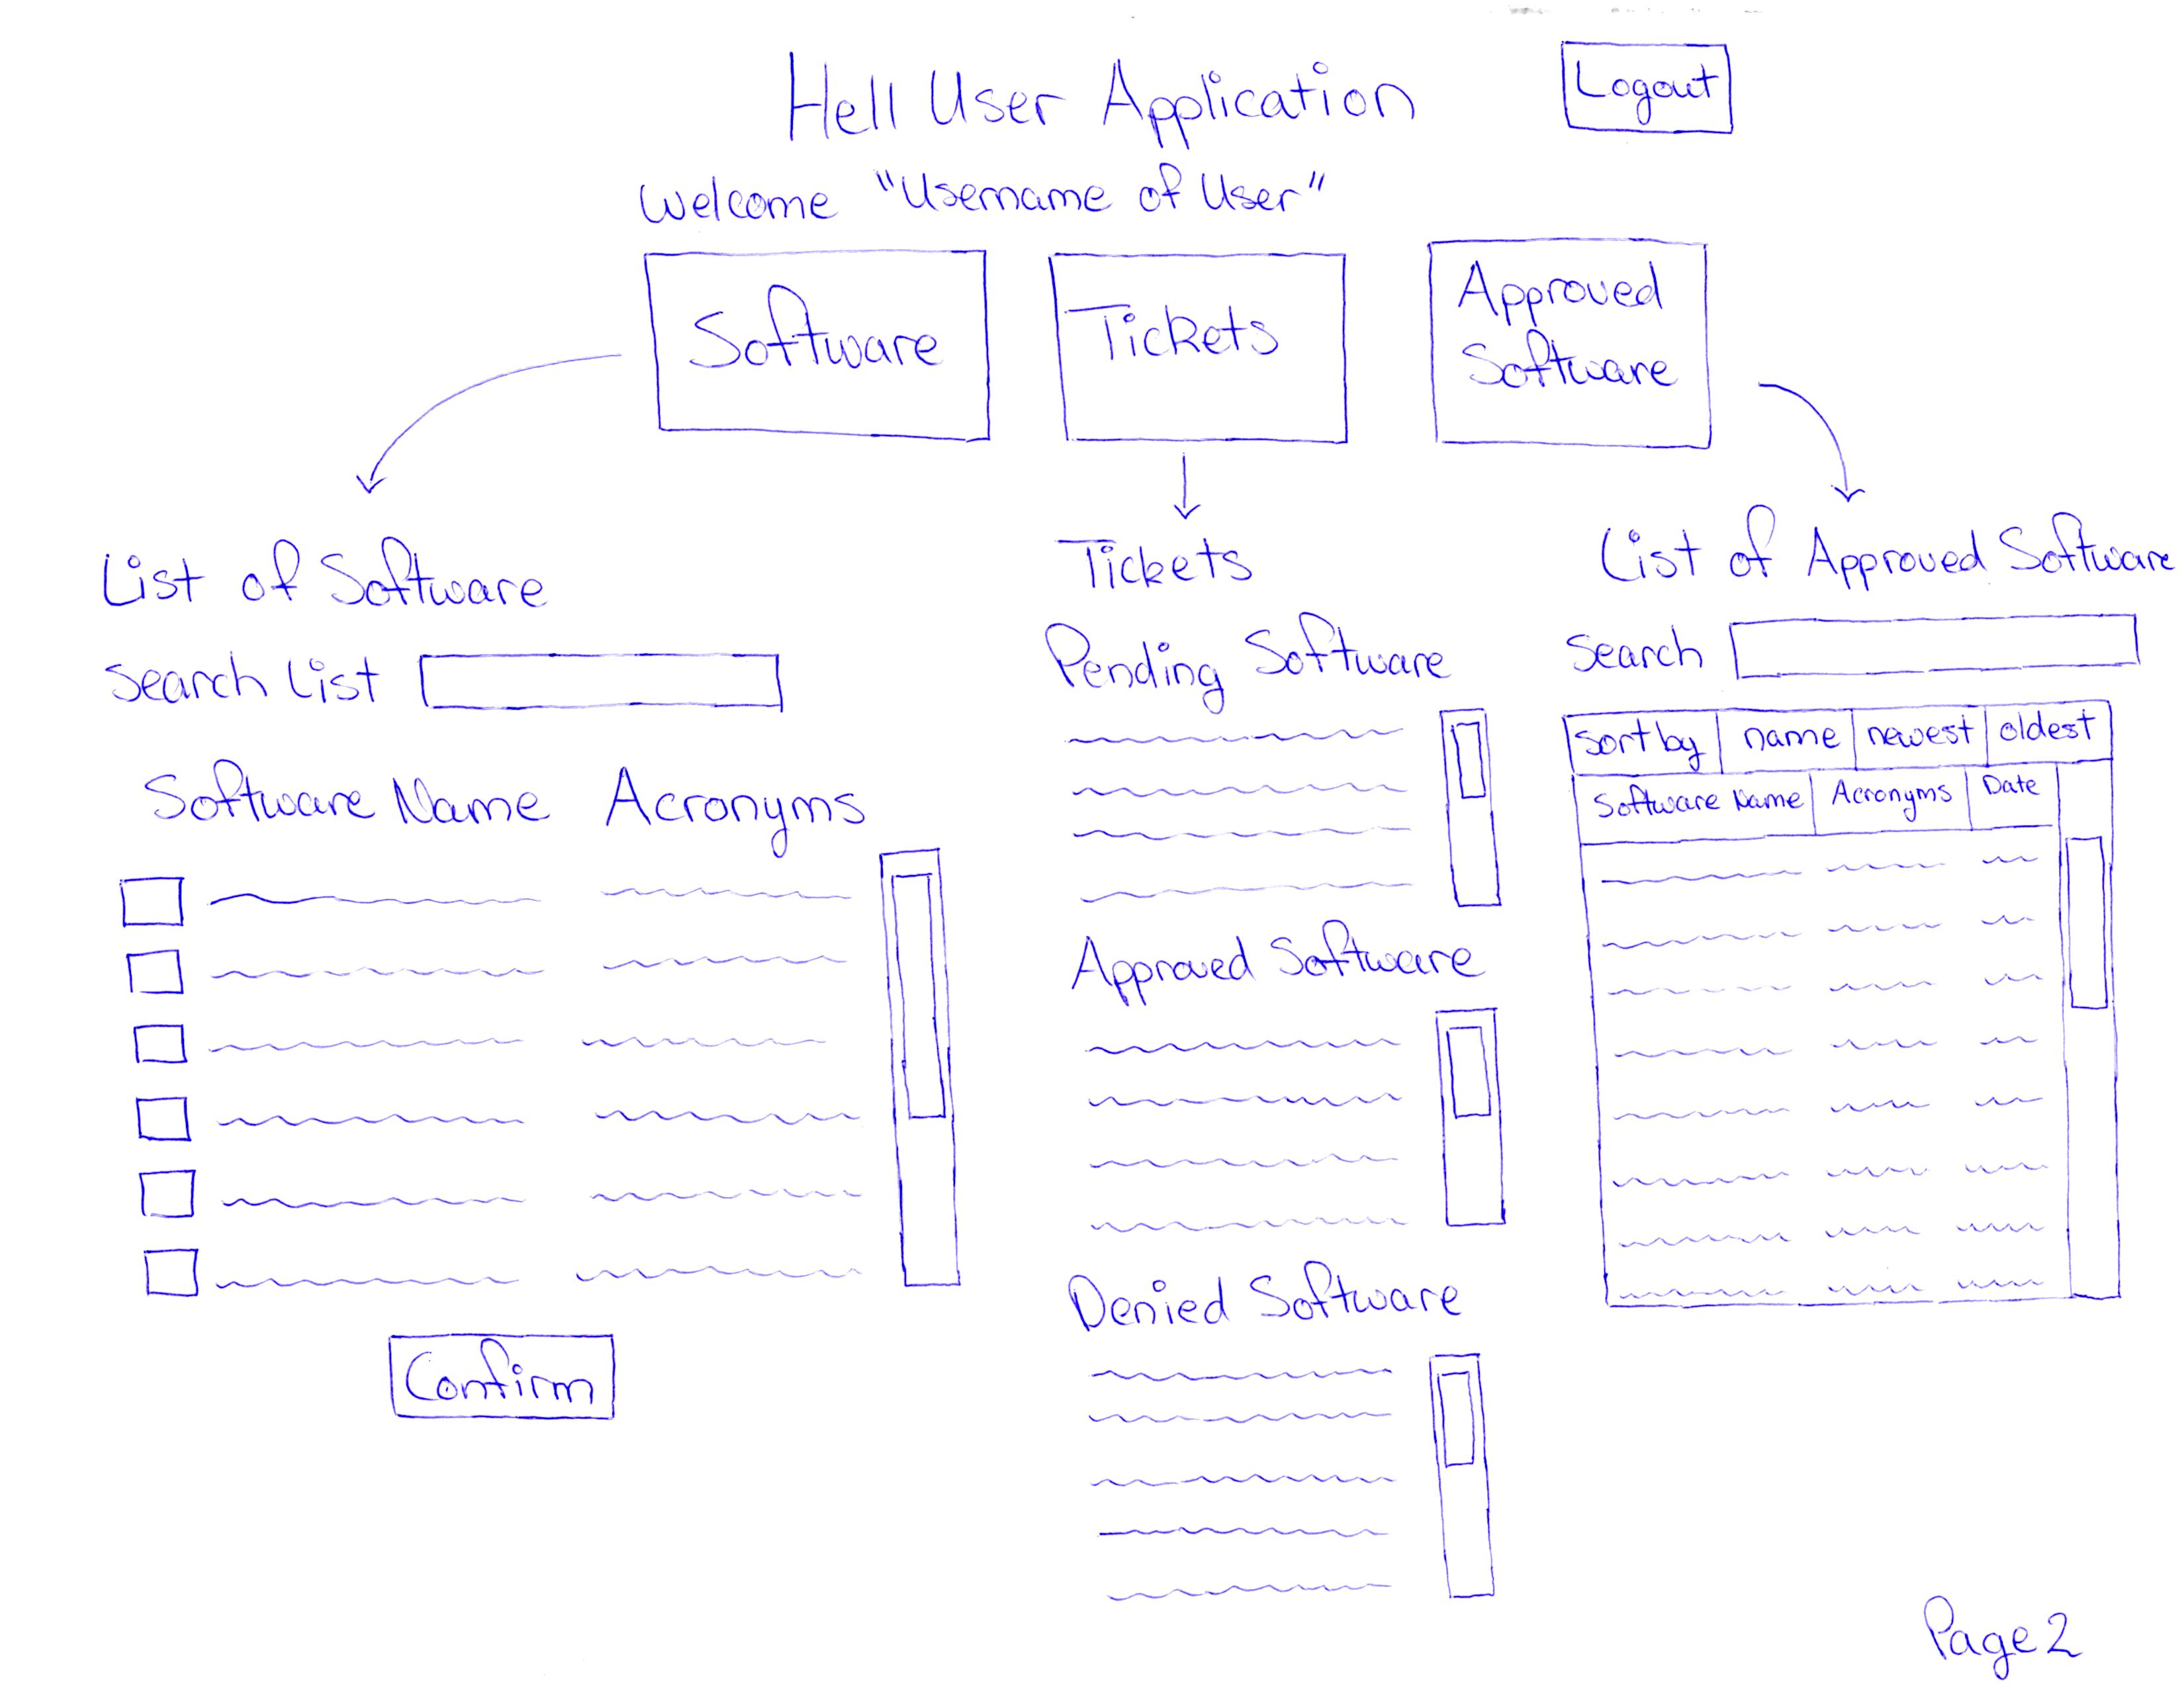 Hell User Application
Logout
Welcome "Username of User"
Software
Tickets
Approved
Software
List of Software
Search List
Software Name Acronyms
Confirm
Tickets
Pending Software
Approved Software
Denied Software
List of Approved Software
Search
Sort by name newest oldest
Software Name Acronyms Date
Page 2